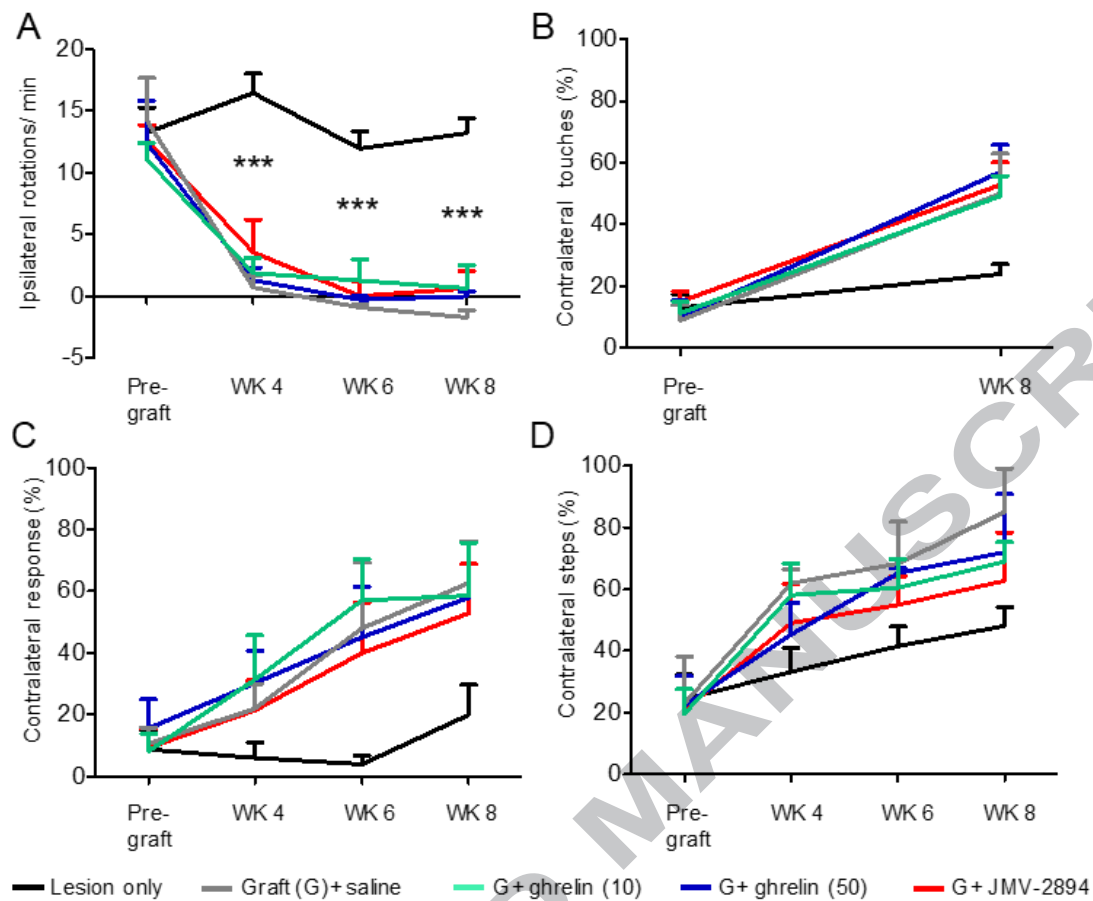 A
Ipsilateral rotations/ min
20
15
10
5
0
-5
***
***
***
Pre-
graft
WK 4
WK 6
WK 8
B
Contralateral touches (%)
100
80
60
40
20
0
Pre-
graft
WK 8
C
Contralateral response (%)
100
80
60
40
20
0
Pre-
graft
WK 4
WK 6
WK 8
D
Contralateral steps (%)
100
80
60
40
20
0
Pre-
graft
WK 4
WK 6
WK 8
Lesion only
Graft (G)+ saline
G+ ghrelin (10)
G+ ghrelin (50)
G+ JMV-2894
MANUSCR